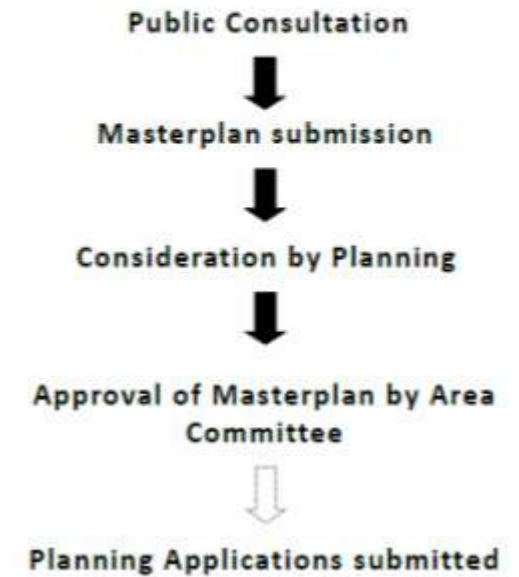 Public Consultation
Masterplan submission
Consideration by Planning
Approval of Masterplan by Area
Committee
Planning Applications submitted